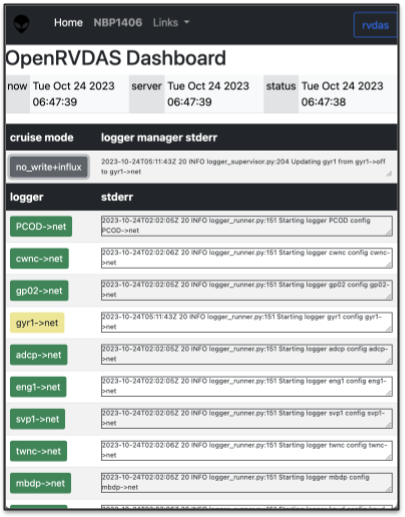 Home NBP1406 Links rvdas
OpenRVDAS Dashboard
now Tue Oct 24 2023 server Tue Oct 24 2023 status Tue Oct 24 2023
06:47:39 06:47:39 06:47:38
cruise mode logger manager stderr
no_write+influx 2023-10-24T05:11:43Z 20 INFO logger_supervisor.py:204 Updating gyr1 from gyr1->off
to gyr1->net
logger stderr
PCOD->net 2023-10-24T02:02:05Z 20 INFO logger_runner.py:151 Starting logger PCOD config
PCOD->net
cwnc->net 2023-10-24T02:02:06Z 20 INFO logger_runner.py:151 Starting logger cwnc config cwnc-
>net
gp02->net 2023-10-24T02:02:05Z 20 INFO logger_runner.py:151 Starting logger gp02 config gp02-
>net
gyr1->net 2023-10-24T05:11:43Z 20 INFO logger_runner.py:151 Starting logger gyr1 config gyr1-
>net
adcp->net 2023-10-24T02:02:05Z 20 INFO logger_runner.py:151 Starting logger adcp config adcp-
>net
eng1->net 2023-10-24T02:02:05Z 20 INFO logger_runner.py:151 Starting logger eng1 config eng1-
>net
svp1->net 2023-10-24T02:02:05Z 20 INFO logger_runner.py:151 Starting logger svp1 config svp1-
>net
twnc->net 2023-10-24T02:02:06Z 20 INFO logger_runner.py:151 Starting logger twnc config twnc-
>net
mbdp->net 2023-10-24T02:02:05Z 20 INFO logger_runner.py:151 Starting logger mbdp config
mbdp->net